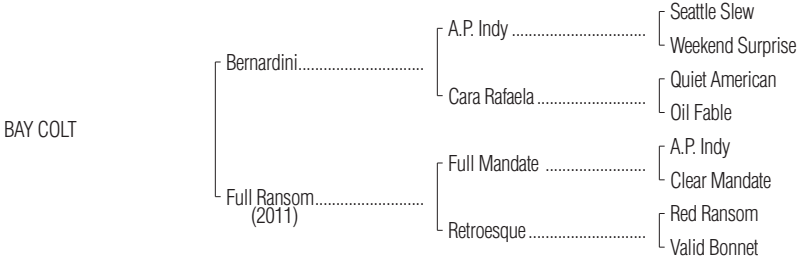 Seattle Slew
A.P. Indy
Weekend Surprise
Bernardini
Quiet American
Cara Rafaela
Oil Fable
BAY COLT
A.P. Indy
Full Mandate
Clear Mandate
Full Ransom
(2011)
Red Ransom
Retroesque
Valid Bonnet